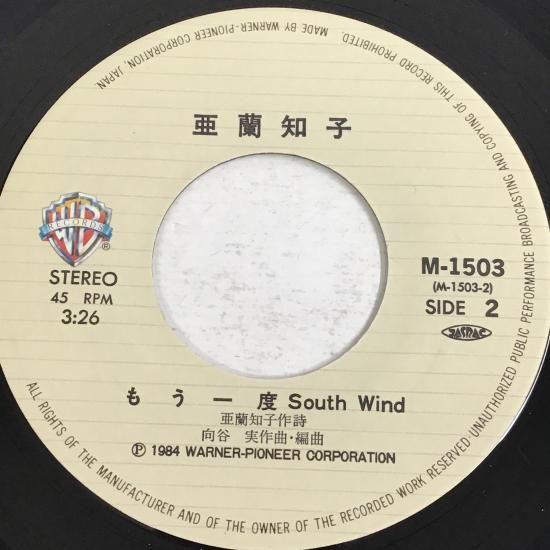 亜蘭知子
WB
RECORDS
®
STEREO
45 RPM
3:26
M-1503
(M-1503-2)
SIDE 2
JASRAC
もう一度 South Wind
亜蘭知子作詩
向谷 実作曲・編曲
Ⓟ 1984 WARNER-PIONEER CORPORATION
ALL RIGHTS OF THE MANUFACTURER AND OF THE OWNER OF THE RECORDED WORK RESERVED UNAUTHORIZED PUBLIC PERFORMANCE BROADCASTING AND COPYING OF THIS RECORD PROHIBITED. MADE BY WARNER-PIONEER CORPORATION, JAPAN.